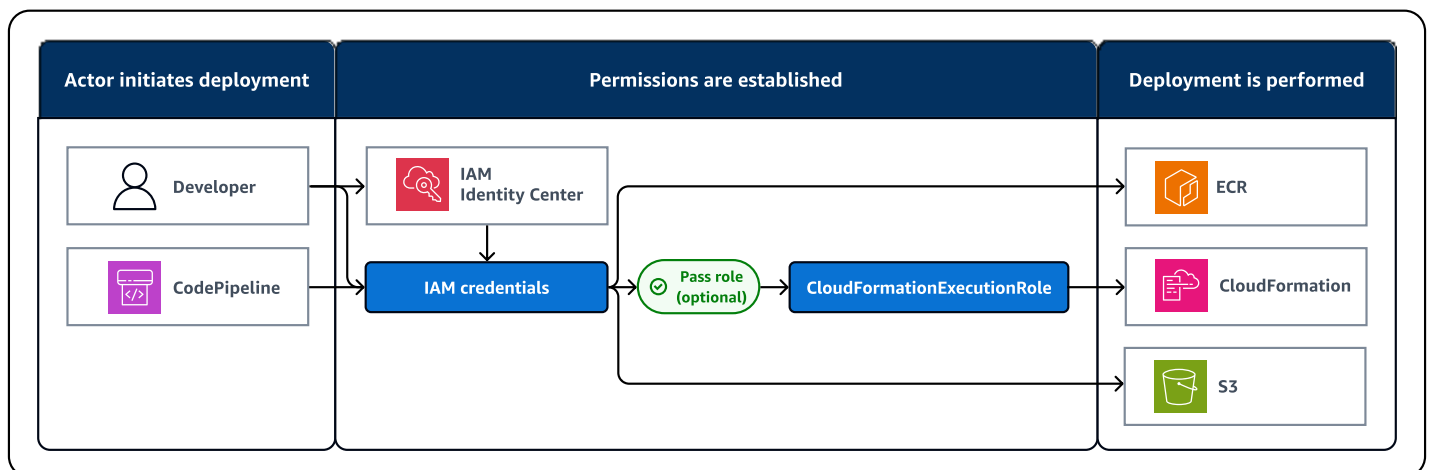 Actor initiates deployment
Permissions are established
Deployment is performed
Developer
IAM
Identity Center
ECR
CodePipeline
IAM credentials
Pass role
(optional)
CloudFormationExecutionRole
CloudFormation
S3